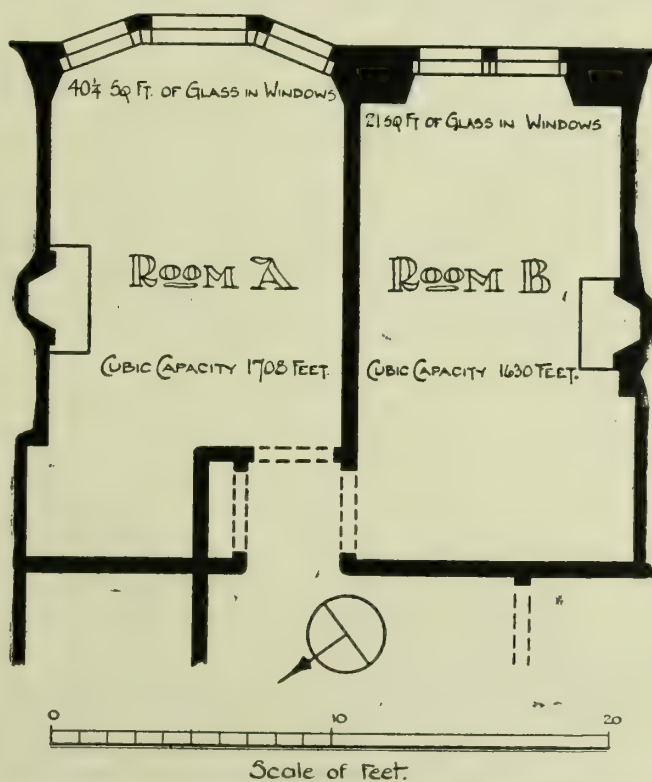 40¼ SQ FT. OF GLASS IN WINDOWS
21 SQ FT OF GLASS IN WINDOWS
ROOM A
ROOM B
CUBIC CAPACITY 1708 FEET.
CUBIC CAPACITY 1630 FEET.
0 10 20
Scale of Feet.